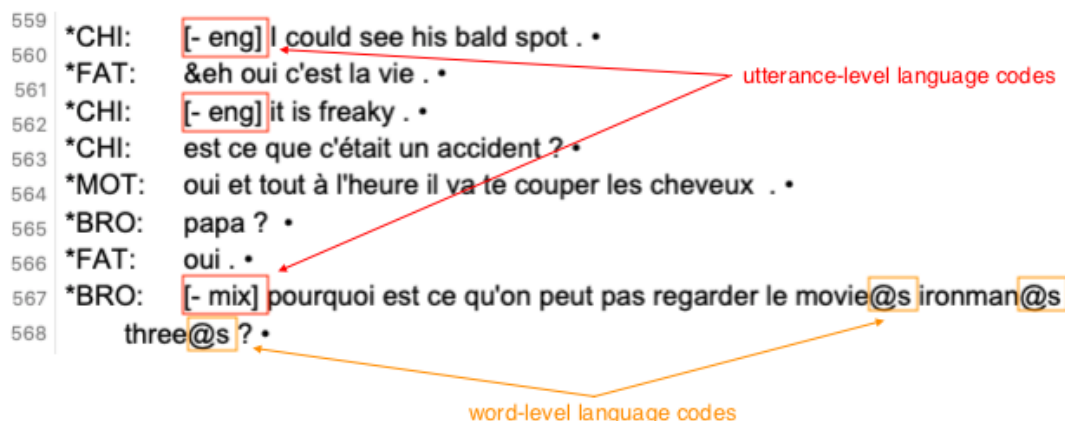 559 *CHI: [- eng] I could see his bald spot . •
560 *FAT: &eh oui c'est la vie . •
utterance-level language codes
561 *CHI: [- eng] it is freaky . •
562 *CHI: est ce que c'était un accident ? •
563 *MOT: oui et tout à l'heure il va te couper les cheveux . •
564 *BRO: papa ? •
565 *FAT: oui . •
566 *BRO: [- mix] pourquoi est ce qu'on peut pas regarder le movie@s ironman@s
567 three@s ? •
568
word-level language codes